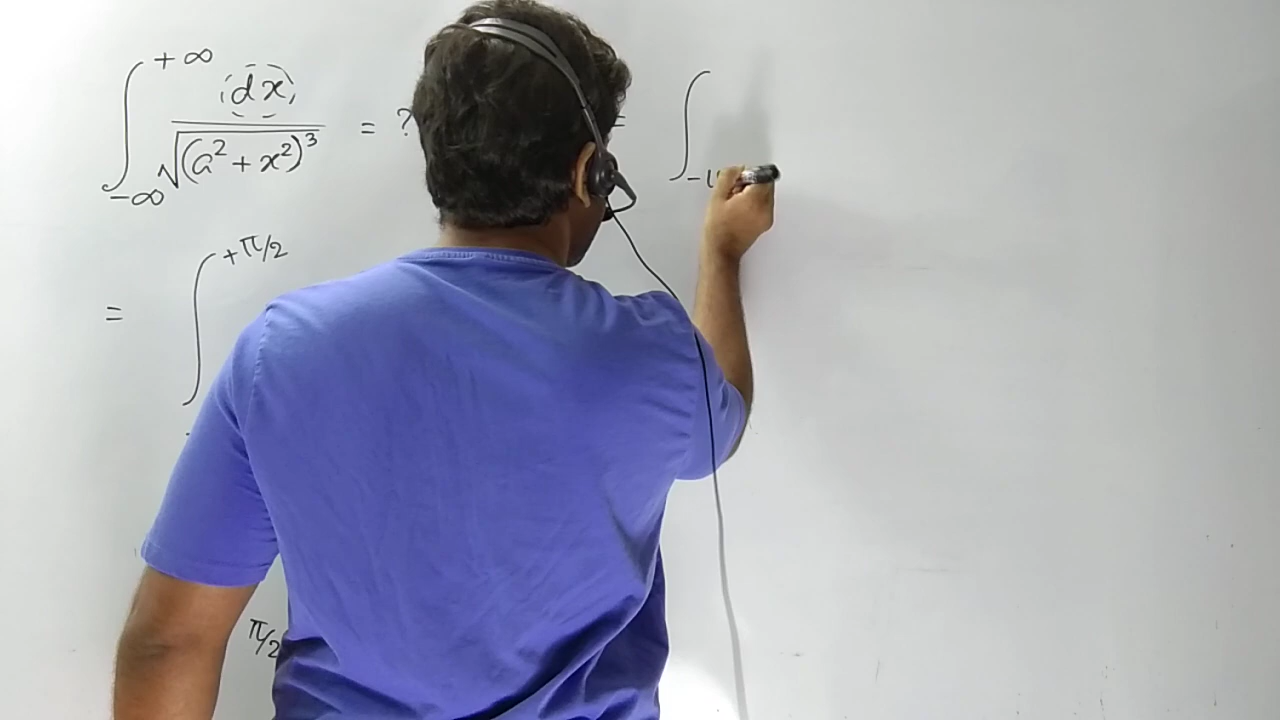 ∫_{-∞}^{+∞} dx / √(a² + x²)³ = ?
= ∫^{+π/2}
π/2
= ∫_{-}